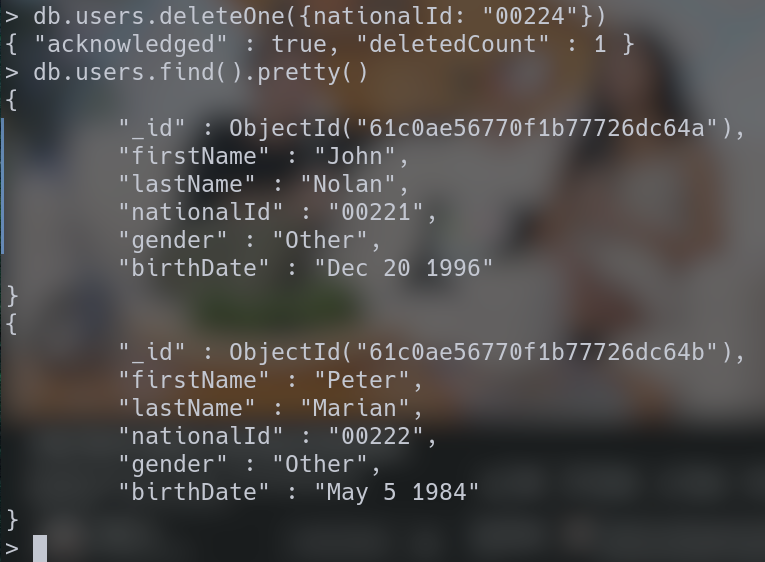 > db.users.deleteOne({nationalId: "00224"})
{ "acknowledged" : true, "deletedCount" : 1 }
> db.users.find().pretty()
{
"_id" : ObjectId("61c0ae56770f1b77726dc64a"),
"firstName" : "John",
"lastName" : "Nolan",
"nationalId" : "00221",
"gender" : "Other",
"birthDate" : "Dec 20 1996"
}
{
"_id" : ObjectId("61c0ae56770f1b77726dc64b"),
"firstName" : "Peter",
"lastName" : "Marian",
"nationalId" : "00222",
"gender" : "Other",
"birthDate" : "May 5 1984"
}
>